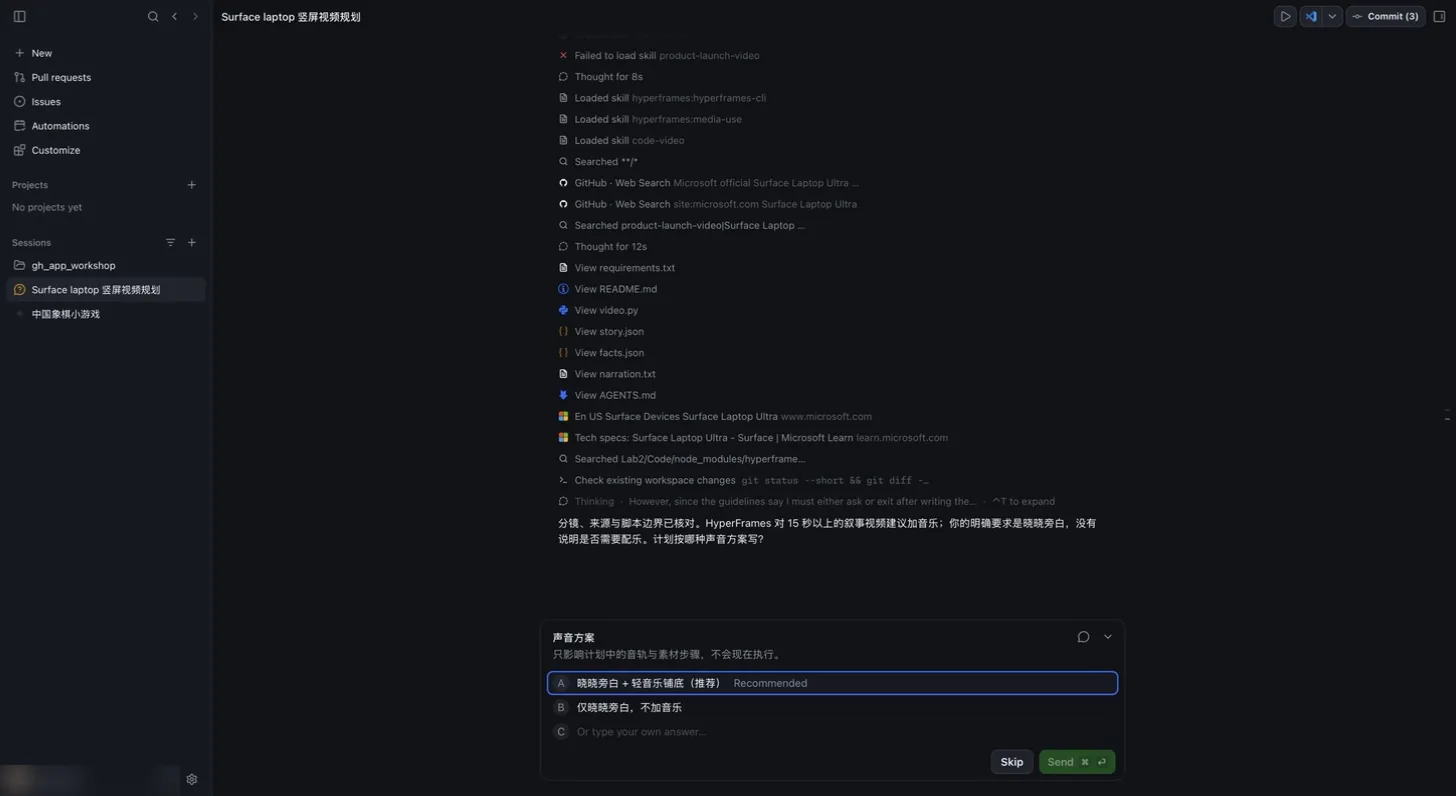 Surface laptop 竖屏视频规划
Commit (3)
New
Pull requests
Issues
Automations
Customize
Projects
No projects yet
Sessions
gh_app_workshop
Surface laptop 竖屏视频规划
中国象棋小游戏
Failed to load skill product-launch-video
Thought for 8s
Loaded skill hyperframes:hyperframes-cli
Loaded skill hyperframes:media-use
Loaded skill code-video
Searched **/*
GitHub · Web Search Microsoft official Surface Laptop Ultra ...
GitHub · Web Search site:microsoft.com Surface Laptop Ultra
Searched product-launch-video|Surface Laptop ...
Thought for 12s
View requirements.txt
View README.md
View video.py
View story.json
View facts.json
View narration.txt
View AGENTS.md
En US Surface Devices Surface Laptop Ultra www.microsoft.com
Tech specs: Surface Laptop Ultra - Surface | Microsoft Learn learn.microsoft.com
Searched Lab2/Code/node_modules/hyperframe...
Check existing workspace changes git status --short && git diff -…
Thinking · However, since the guidelines say I must either ask or exit after writing the... · ^T to expand
分镜、来源与脚本边界已核对。HyperFrames 对 15 秒以上的叙事视频建议加音乐；你的明确要求是晓晓旁白，没有
说明是否需要配乐。计划按哪种声音方案写?
声音方案
只影响计划中的音轨与素材步骤，不会现在执行。
A 晓晓旁白 + 轻音乐铺底（推荐） Recommended
B 仅晓晓旁白，不加音乐
C Or type your own answer...
Skip
Send ⌘ ⏎